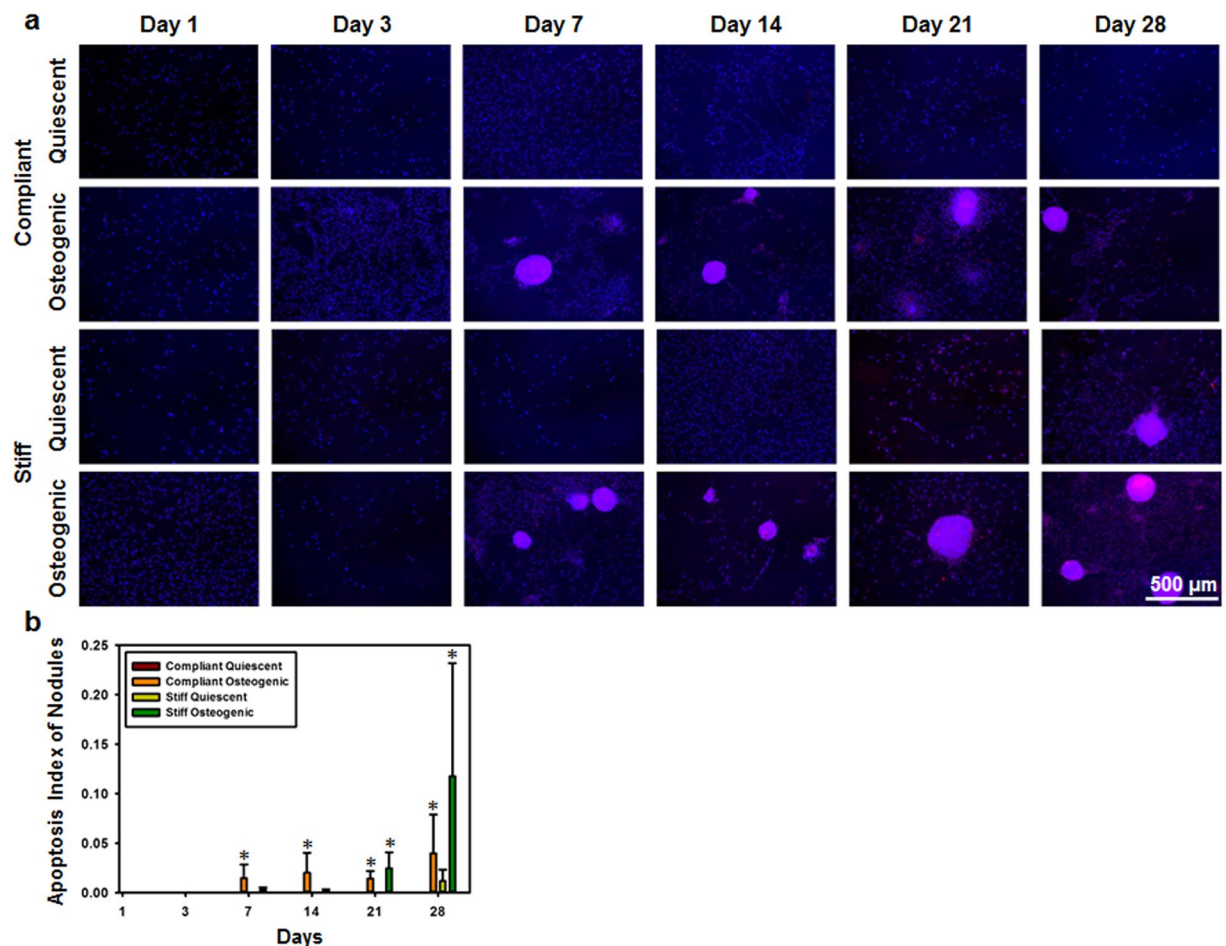 a
Day 1 Day 3 Day 7 Day 14 Day 21 Day 28
Compliant
Quiescent
Osteogenic
Stiff
Quiescent
Osteogenic
500 µm
b
Apoptosis Index of Nodules
0.25
0.20
0.15
0.10
0.05
0.00
Compliant Quiescent
Compliant Osteogenic
Stiff Quiescent
Stiff Osteogenic
* * * * * *
1 3 7 14 21 28
Days